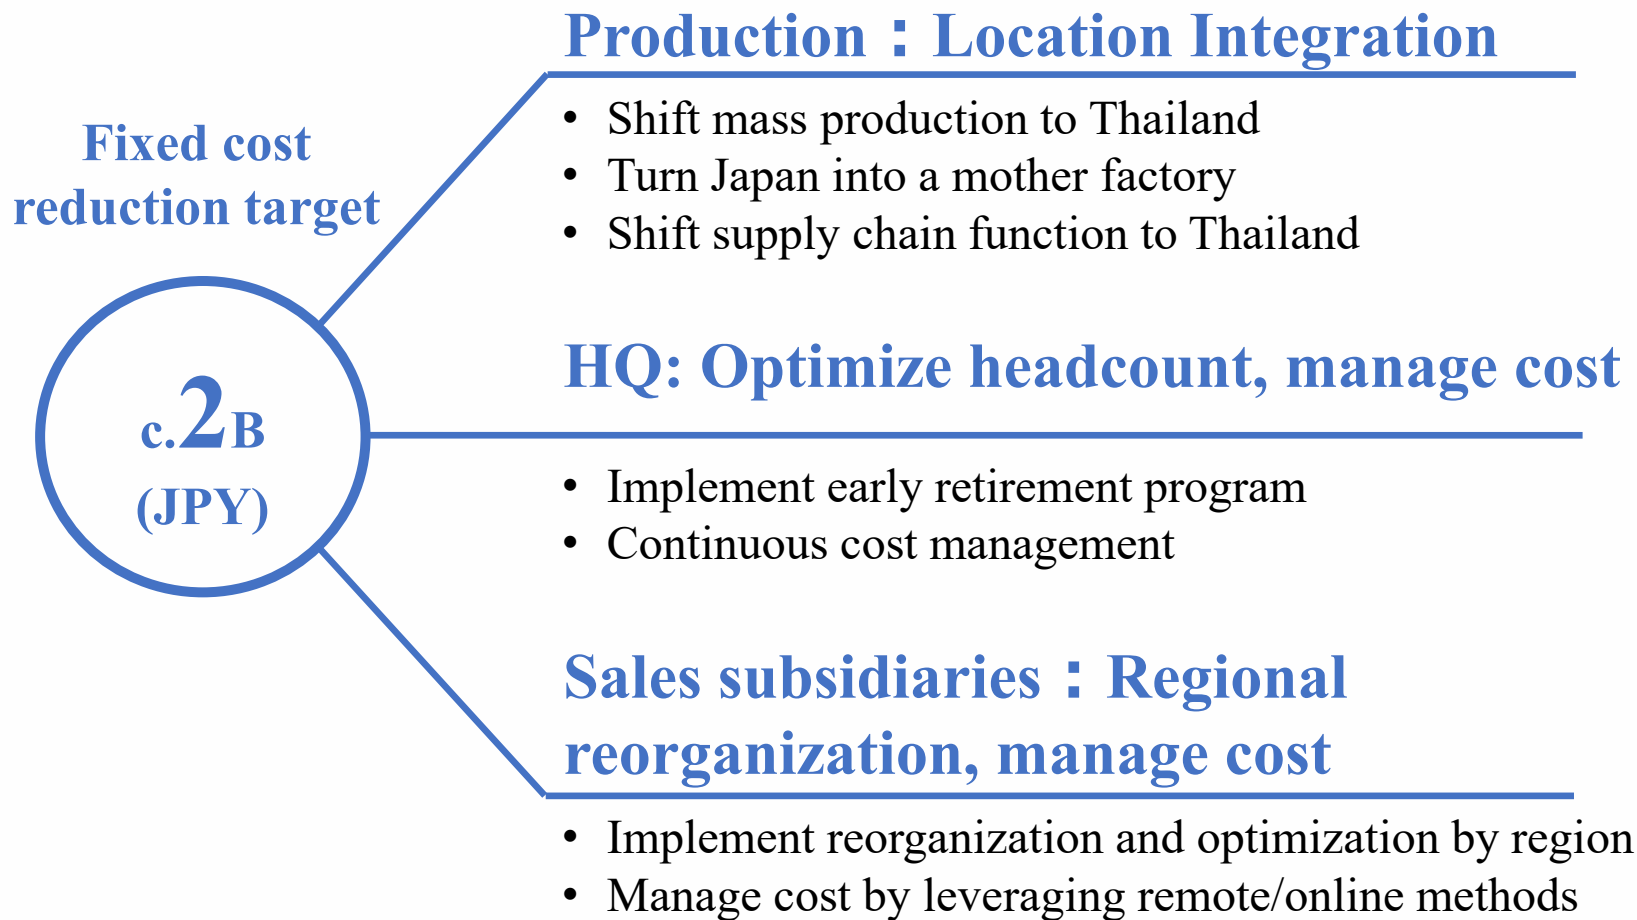 Fixed cost
reduction target
c.2B
(JPY)
Production：Location Integration
• Shift mass production to Thailand
• Turn Japan into a mother factory
• Shift supply chain function to Thailand
HQ: Optimize headcount, manage cost
• Implement early retirement program
• Continuous cost management
Sales subsidiaries：Regional
reorganization, manage cost
• Implement reorganization and optimization by region
• Manage cost by leveraging remote/online methods